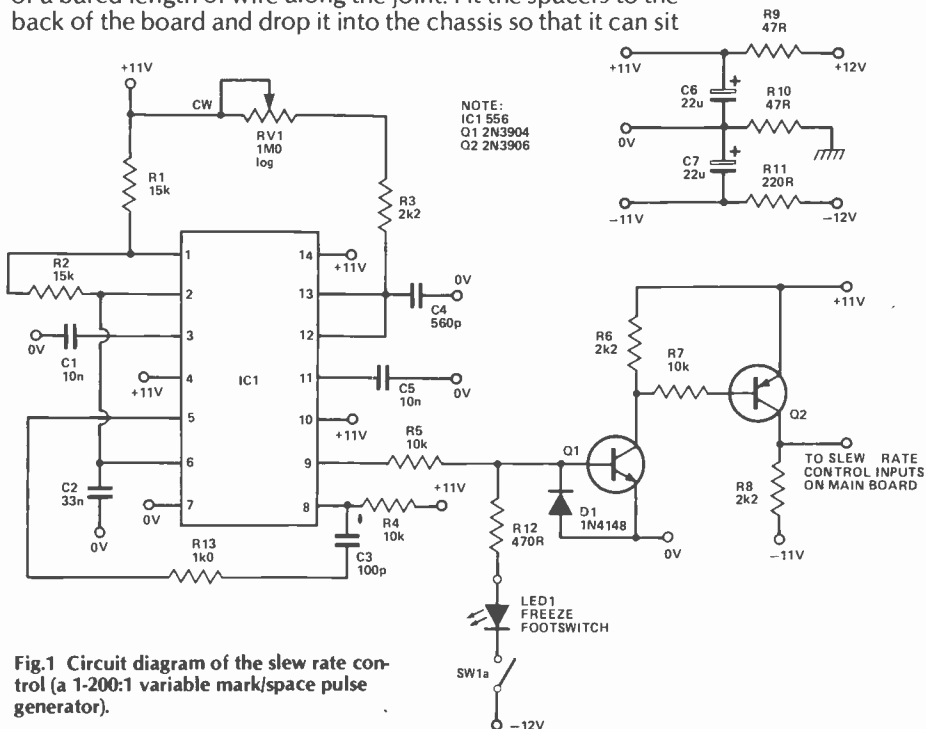 of a bared length of wire along the joint. Fit the spacers to the
back of the board and drop it into the chassis so that it can sit
+11V
CW
RV1
1M0
log
NOTE:
IC1 556
Q1 2N3904
Q2 2N3906
R1
15k
R3
2k2
R9
47R
+11V
+12V
C6
22u
R10
47R
0V
C7
22u
R11
220R
−11V
−12V
R2
15k
1
2
3
4
5
6
7
14
13
12
11
10
9
8
IC1
+11V
0V
C4
560p
0V
C1
10n
+11V
C5
10n
0V
+11V
R5
10k
C2
33n
0V
0V
R4
10k
+11V
C3
100p
R13
1k0
R6
2k2
R7
10k
+11V
Q1
Q2
D1
1N4148
0V
R12
470R
R8
2k2
−11V
TO SLEW RATE
CONTROL INPUTS
ON MAIN BOARD
LED1
FREEZE
FOOTSWITCH
SW1a
−12V
Fig.1 Circuit diagram of the slew rate con-
trol (a 1-200:1 variable mark/space pulse
generator).